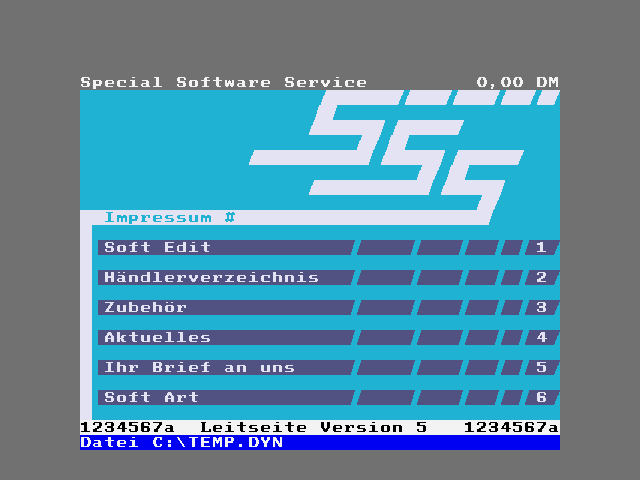 Special Software Service 0,00 DM
SSS
Impressum #
Soft Edit 1
Händlerverzeichnis 2
Zubehör 3
Aktuelles 4
Ihr Brief an uns 5
Soft Art 6
1234567a Leitseite Version 5 1234567a
Datei C:\TEMP.DYN